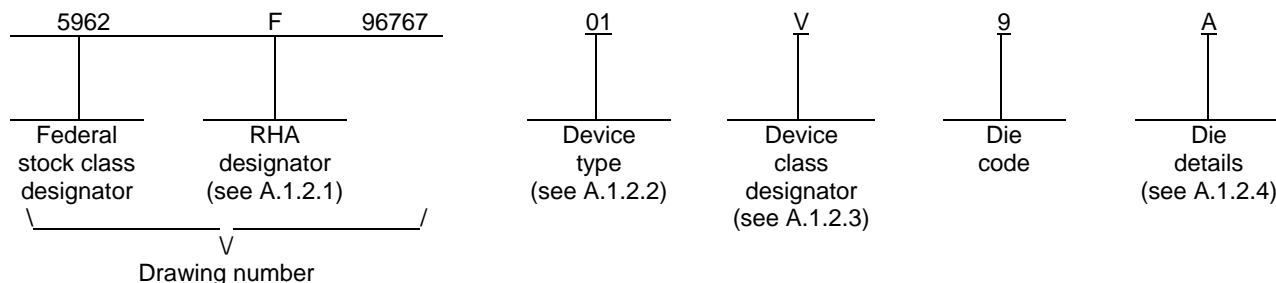 5962 F 96767 01 V 9 A
Federal stock class designator
RHA designator (see A.1.2.1)
Device type (see A.1.2.2)
Device class designator (see A.1.2.3)
Die code
Die details (see A.1.2.4)
Drawing number